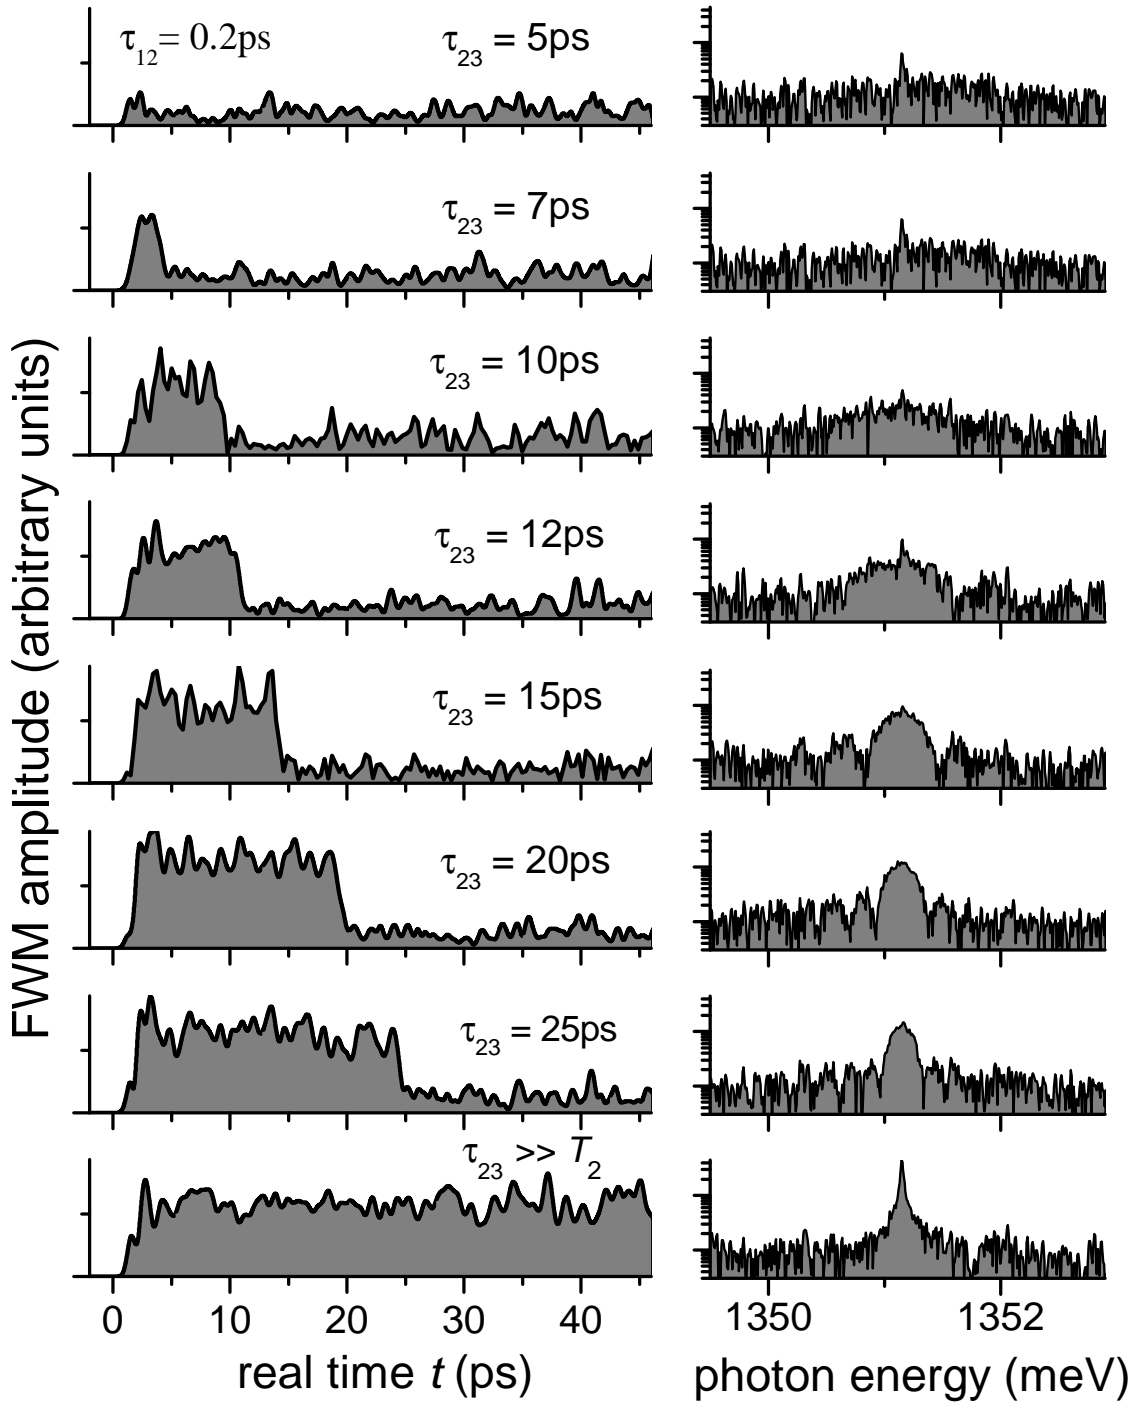 τ12= 0.2ps
τ23 = 5ps
τ23 = 7ps
τ23 = 10ps
τ23 = 12ps
τ23 = 15ps
τ23 = 20ps
τ23 = 25ps
τ23 >> T2
FWM amplitude (arbitrary units)
0 10 20 30 40
1350 1352
real time t (ps)
photon energy (meV)